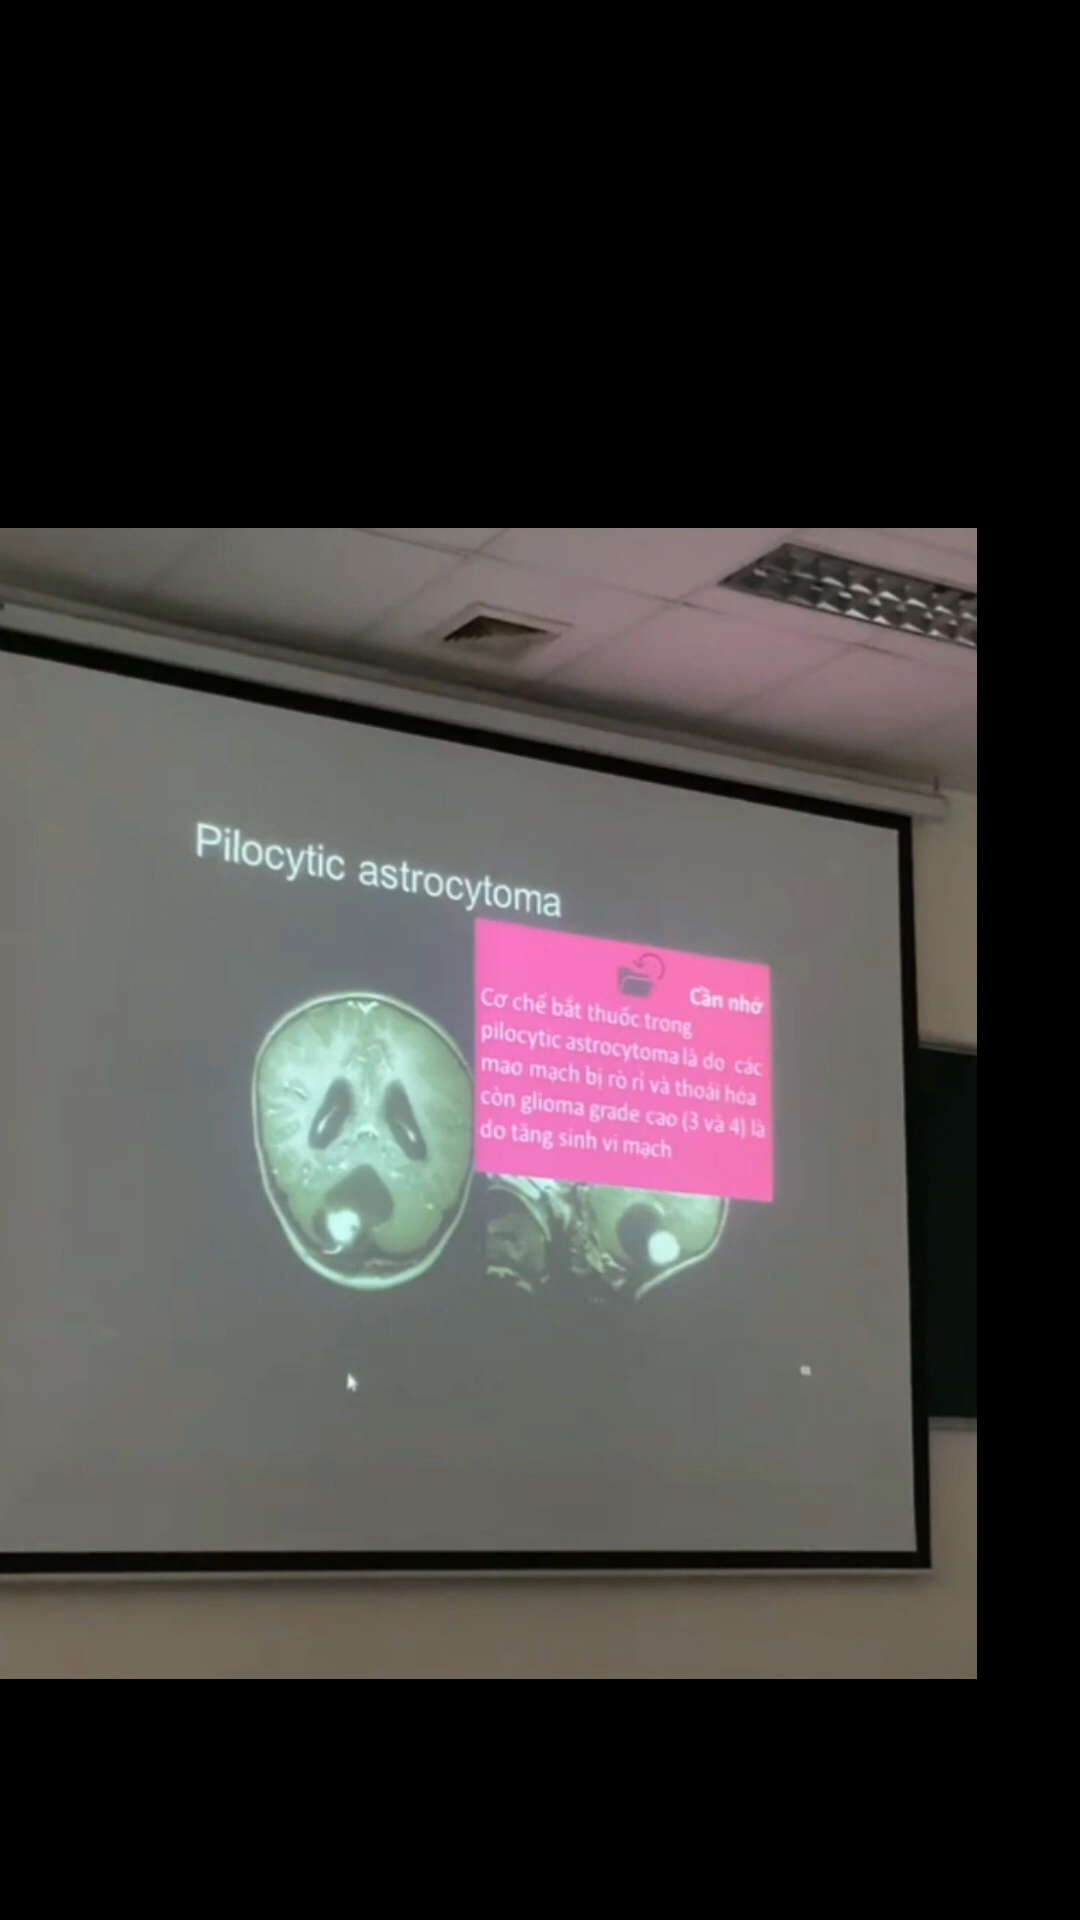 Pilocytic astrocytoma
Cần nhớ
Cơ chế bắt thuốc trong
pilocytic astrocytoma là do các
mao mạch bị rò rỉ và thoái hóa
còn glioma grade cao (3 và 4) là
do tăng sinh vi mạch